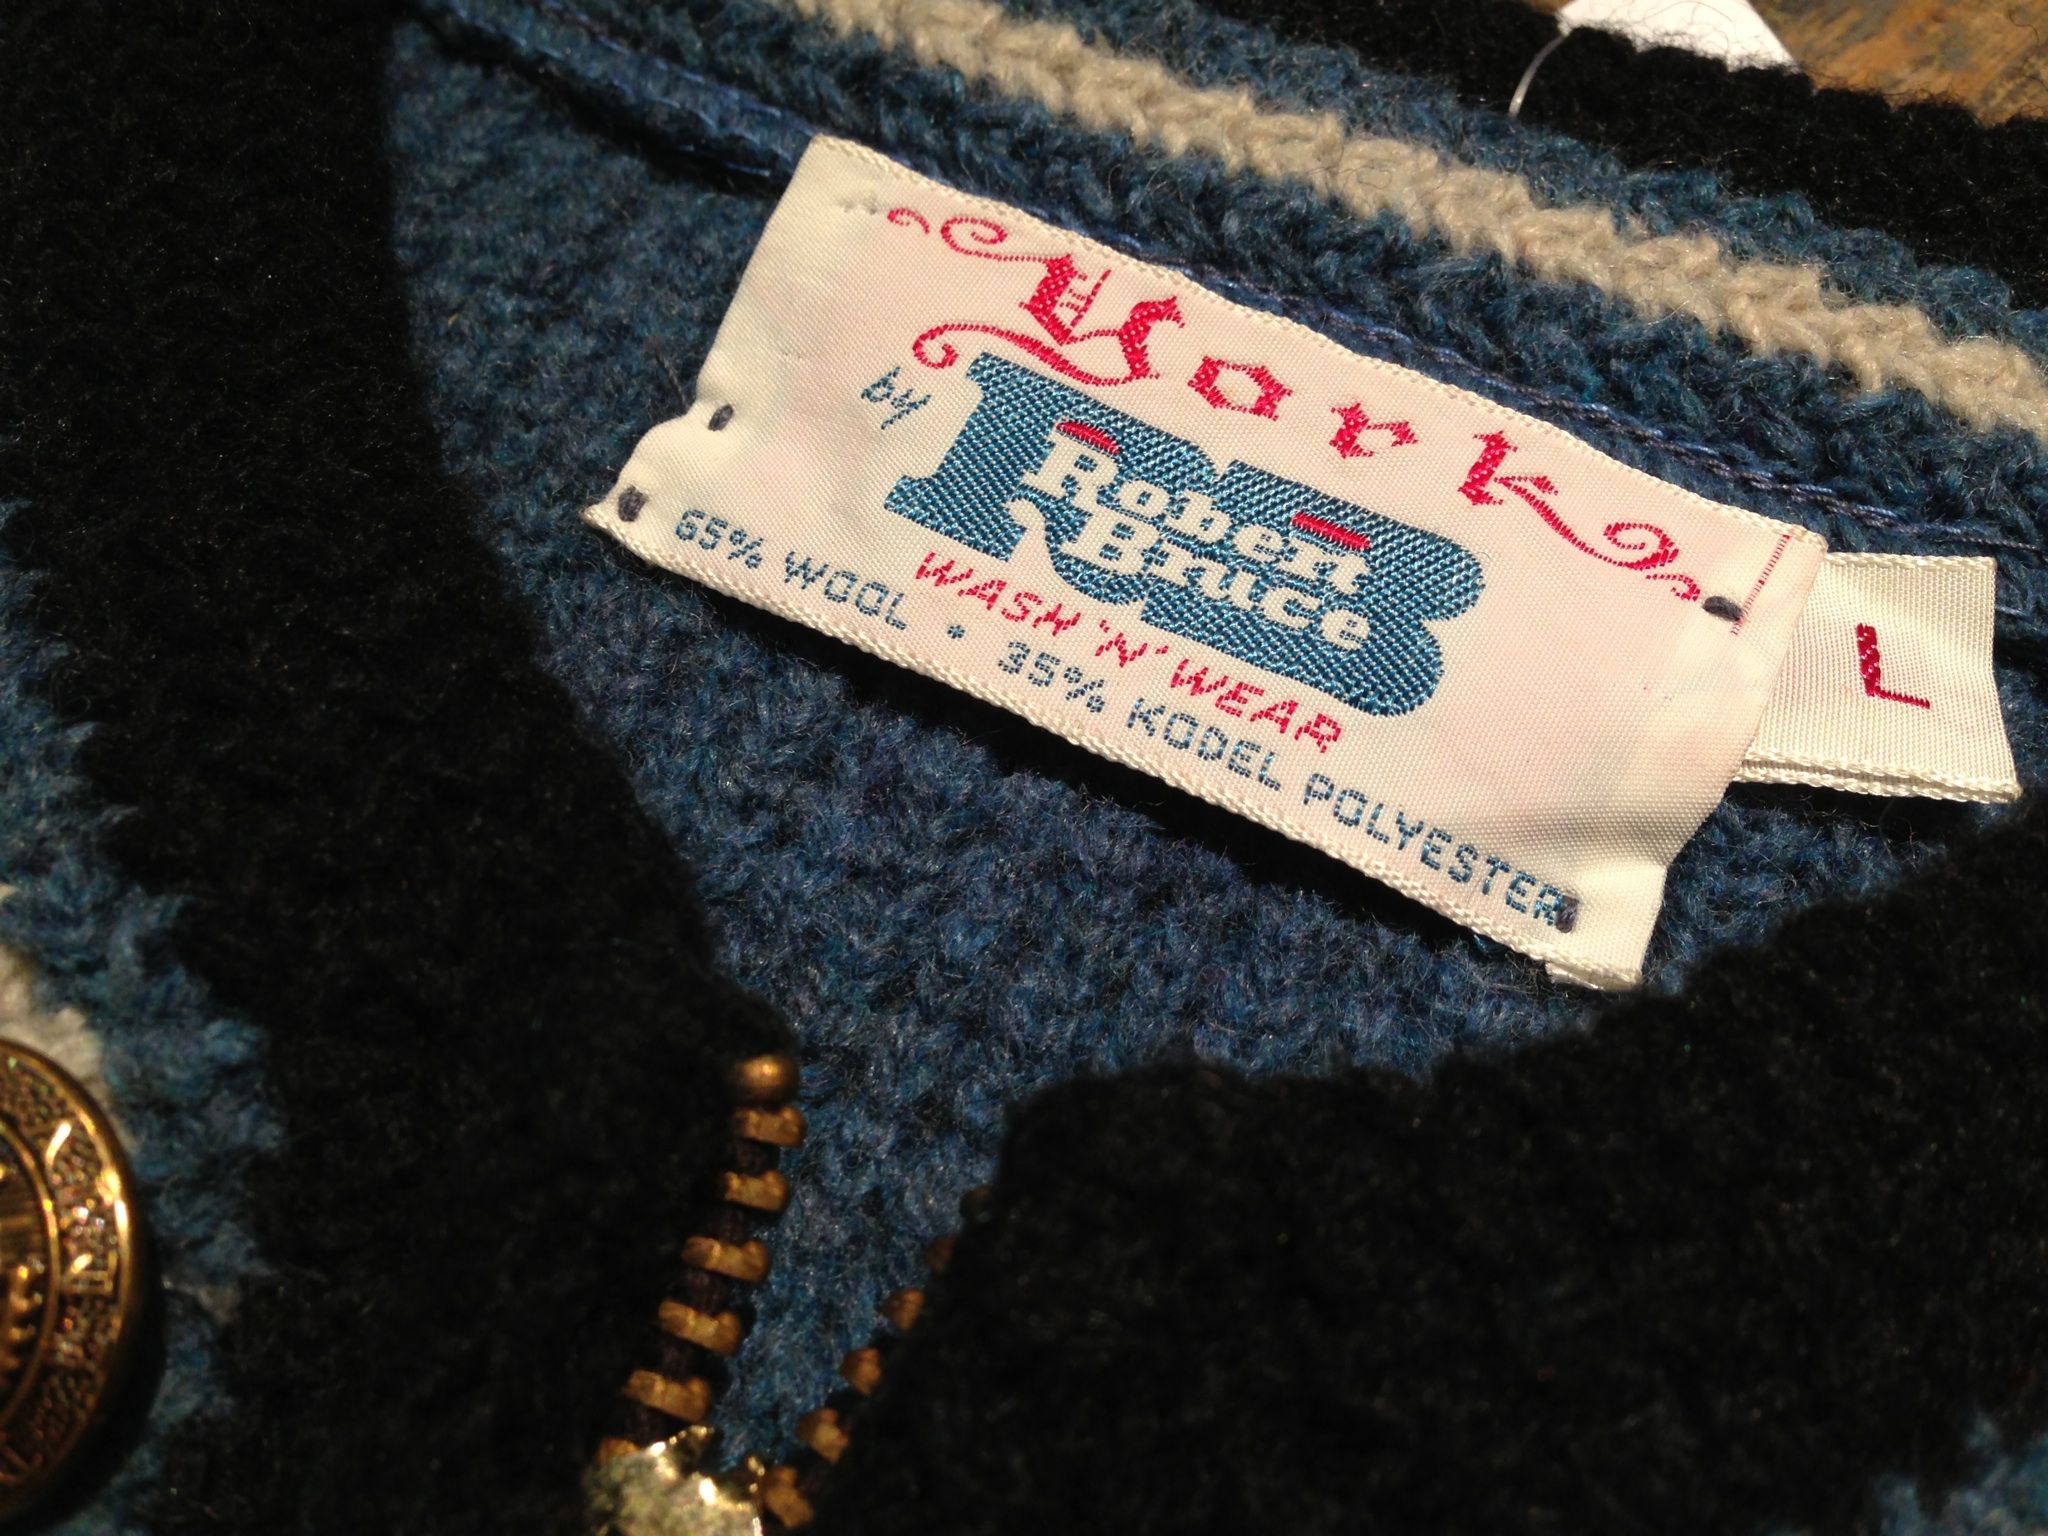 York
by
Robert
Bruce
WASH 'N' WEAR
65% WOOL • 35% KODEL POLYESTER
L